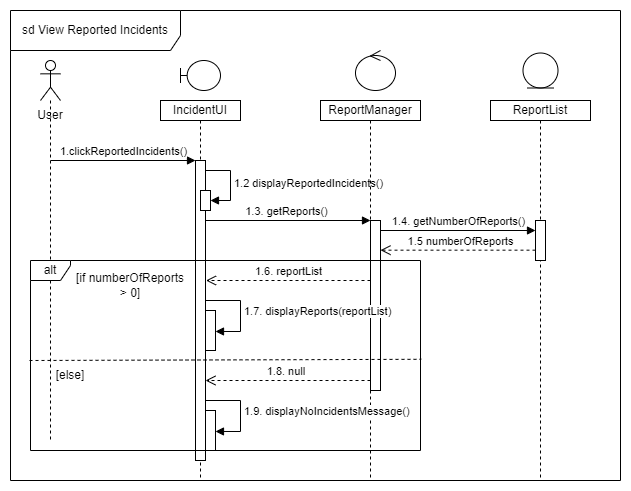 sd View Reported Incidents
User
IncidentUI
ReportManager
ReportList
1.clickReportedIncidents()
1.2 displayReportedIncidents()
1.3. getReports()
1.4. getNumberOfReports()
1.5 numberOfReports
alt
[if numberOfReports
> 0]
1.6. reportList
1.7. displayReports(reportList)
[else]
1.8. null
1.9. displayNoIncidentsMessage()